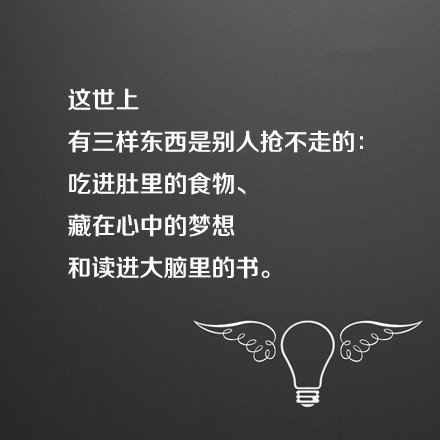 这世上
有三样东西是别人抢不走的：
吃进肚里的食物、
藏在心中的梦想
和读进大脑里的书。